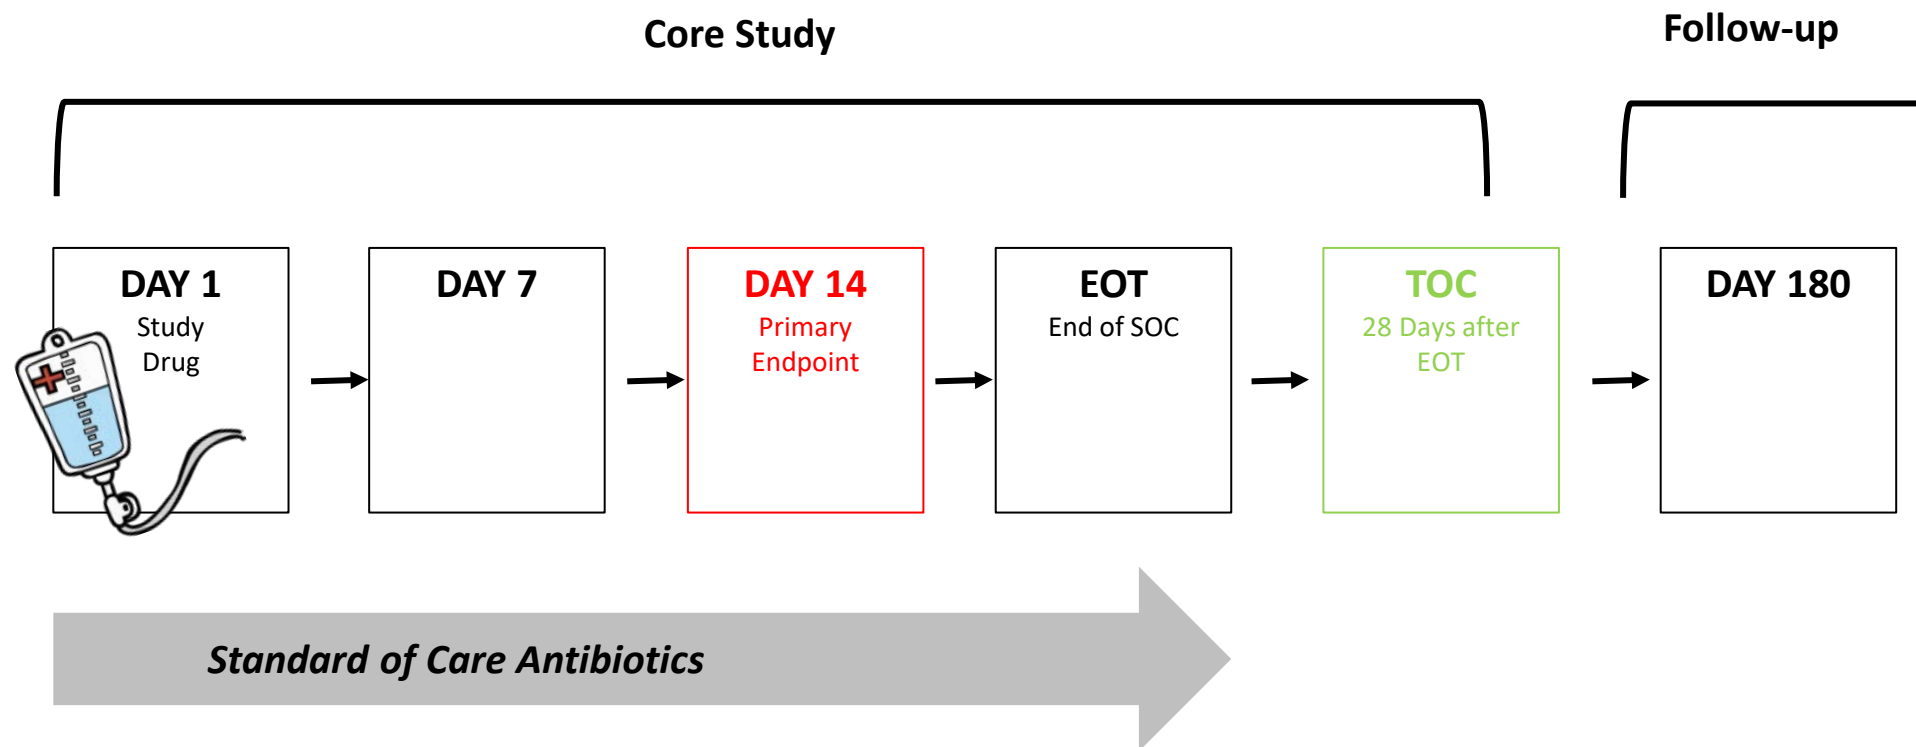 Core Study
Follow-up
DAY 1
Study
Drug
DAY 7
DAY 14
Primary
Endpoint
EOT
End of SOC
TOC
28 Days after
EOT
DAY 180
Standard of Care Antibiotics